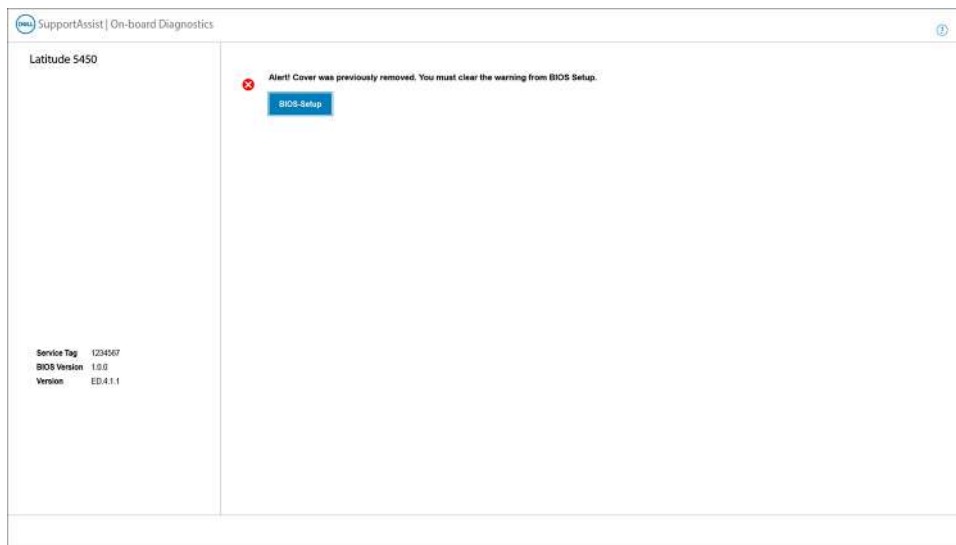 DELL SupportAssist | On-board Diagnostics
?
Latitude 5450
Alert! Cover was previously removed. You must clear the warning from BIOS Setup.
BIOS-Setup
Service Tag 1234567
BIOS Version 1.0.0
Version ED.4.1.1